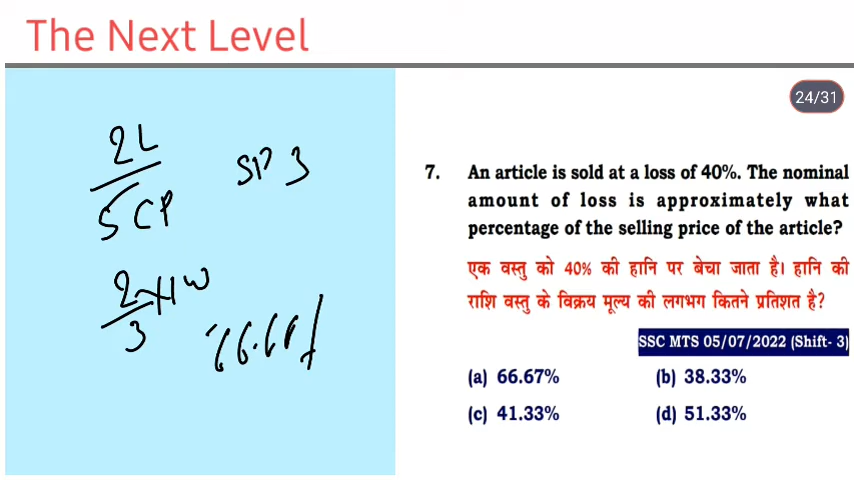 The Next Level
24/31
2L
5 CP
SP 3
2
3
66.67
7. An article is sold at a loss of 40%. The nominal
amount of loss is approximately what
percentage of the selling price of the article?
एक वस्तु को 40% की हानि पर बेचा जाता है। हानि की
राशि वस्तु के विक्रय मूल्य की लगभग कितने प्रतिशत है?
SSC MTS 05/07/2022 (Shift- 3)
(a) 66.67% (b) 38.33%
(c) 41.33% (d) 51.33%